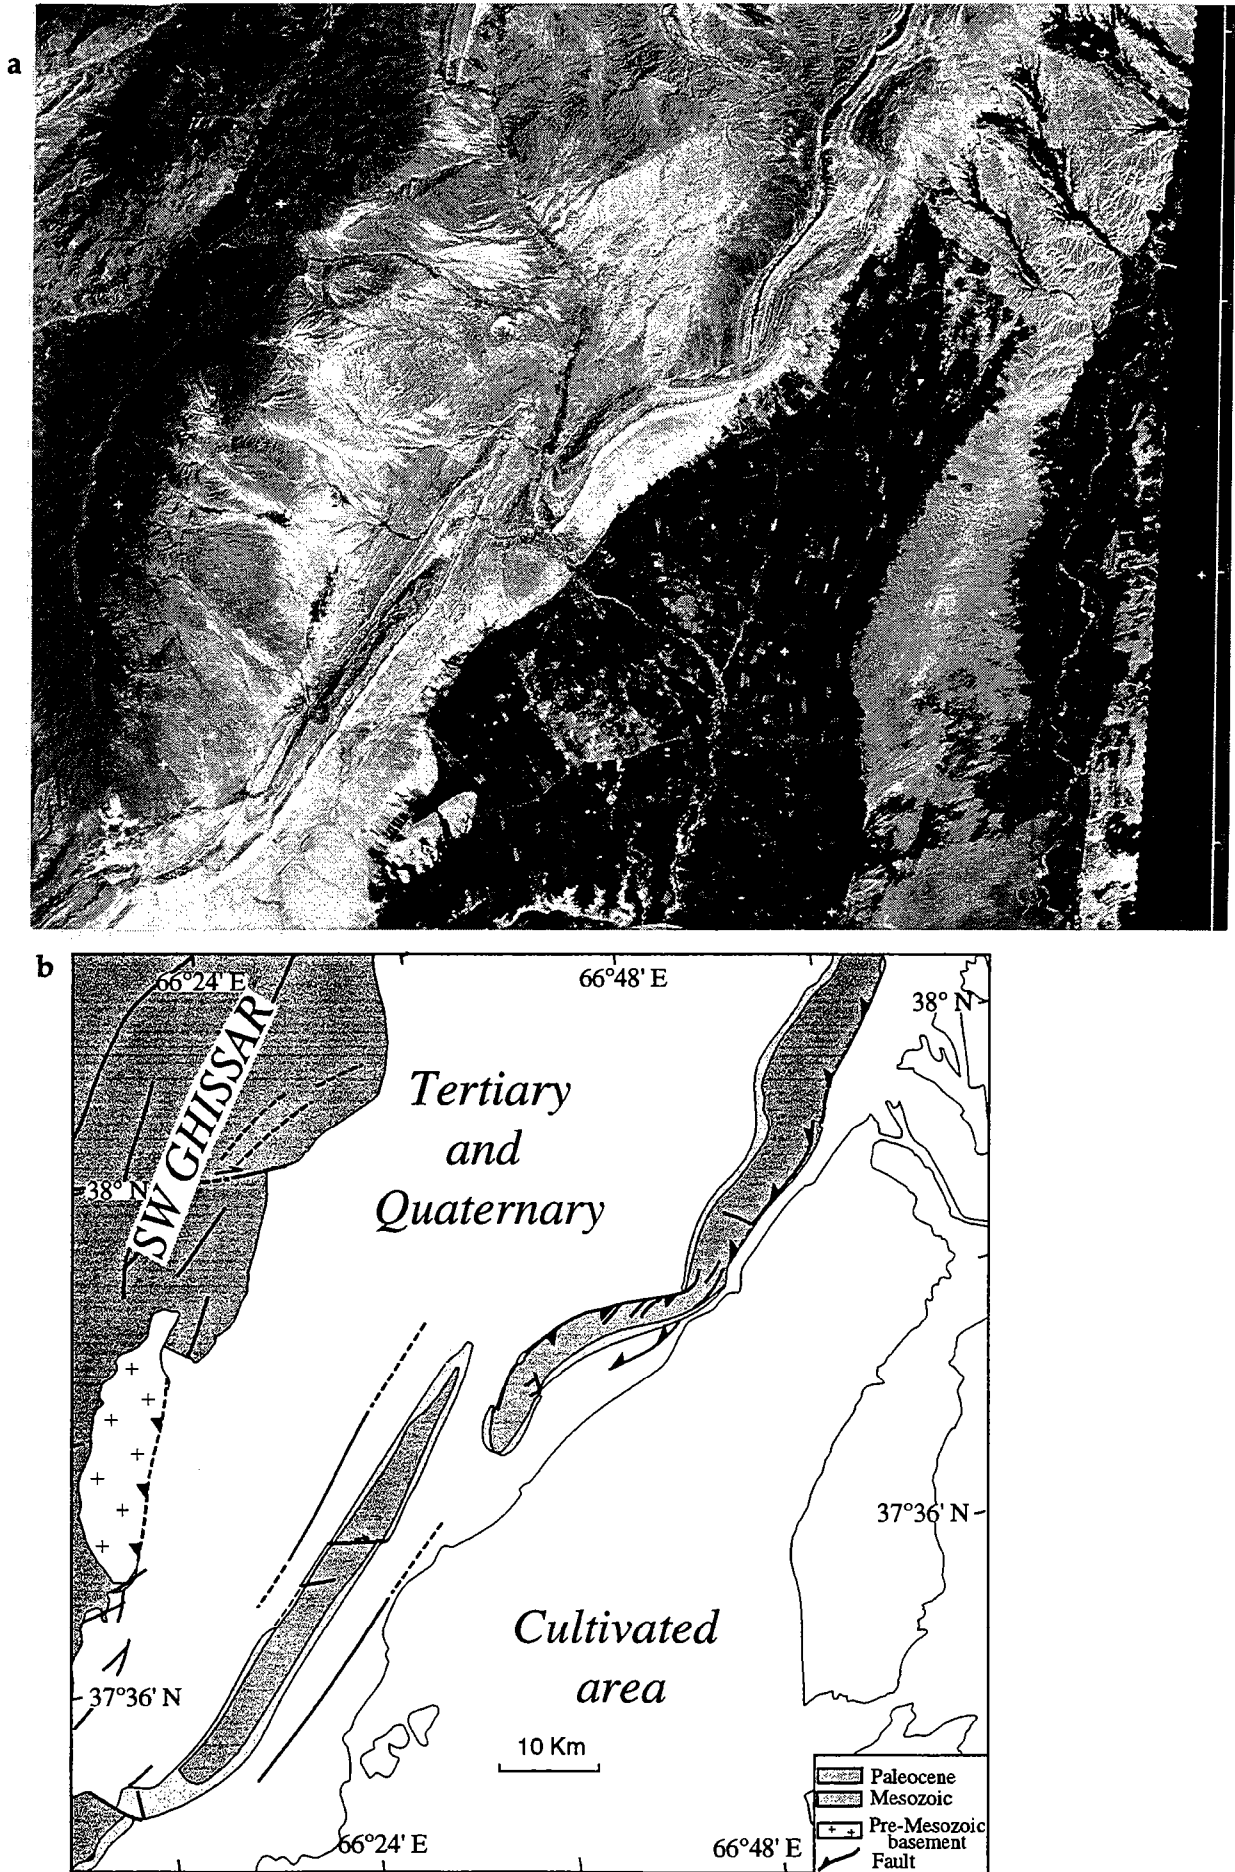 a
b
66°24' E
66°48' E
38° N
SW GHISSAR
Tertiary
and
Quaternary
38° N
37°36' N
Cultivated
area
37°36' N
10 Km
66°24' E
66°48' E
Paleocene
Mesozoic
Pre-Mesozoic
basement
Fault